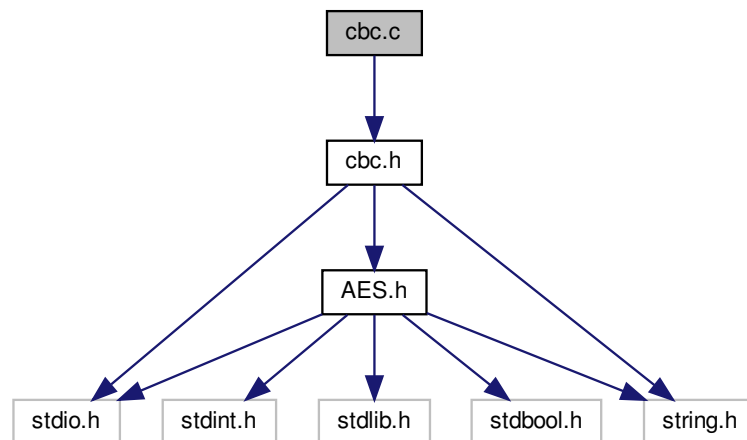 cbc.c
cbc.h
AES.h
stdio.h
stdint.h
stdlib.h
stdbool.h
string.h